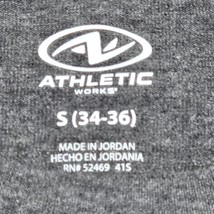 ATHLETIC
WORKS®
S (34-36)
MADE IN JORDAN
HECHO EN JORDANIA
RN# 52469 41S